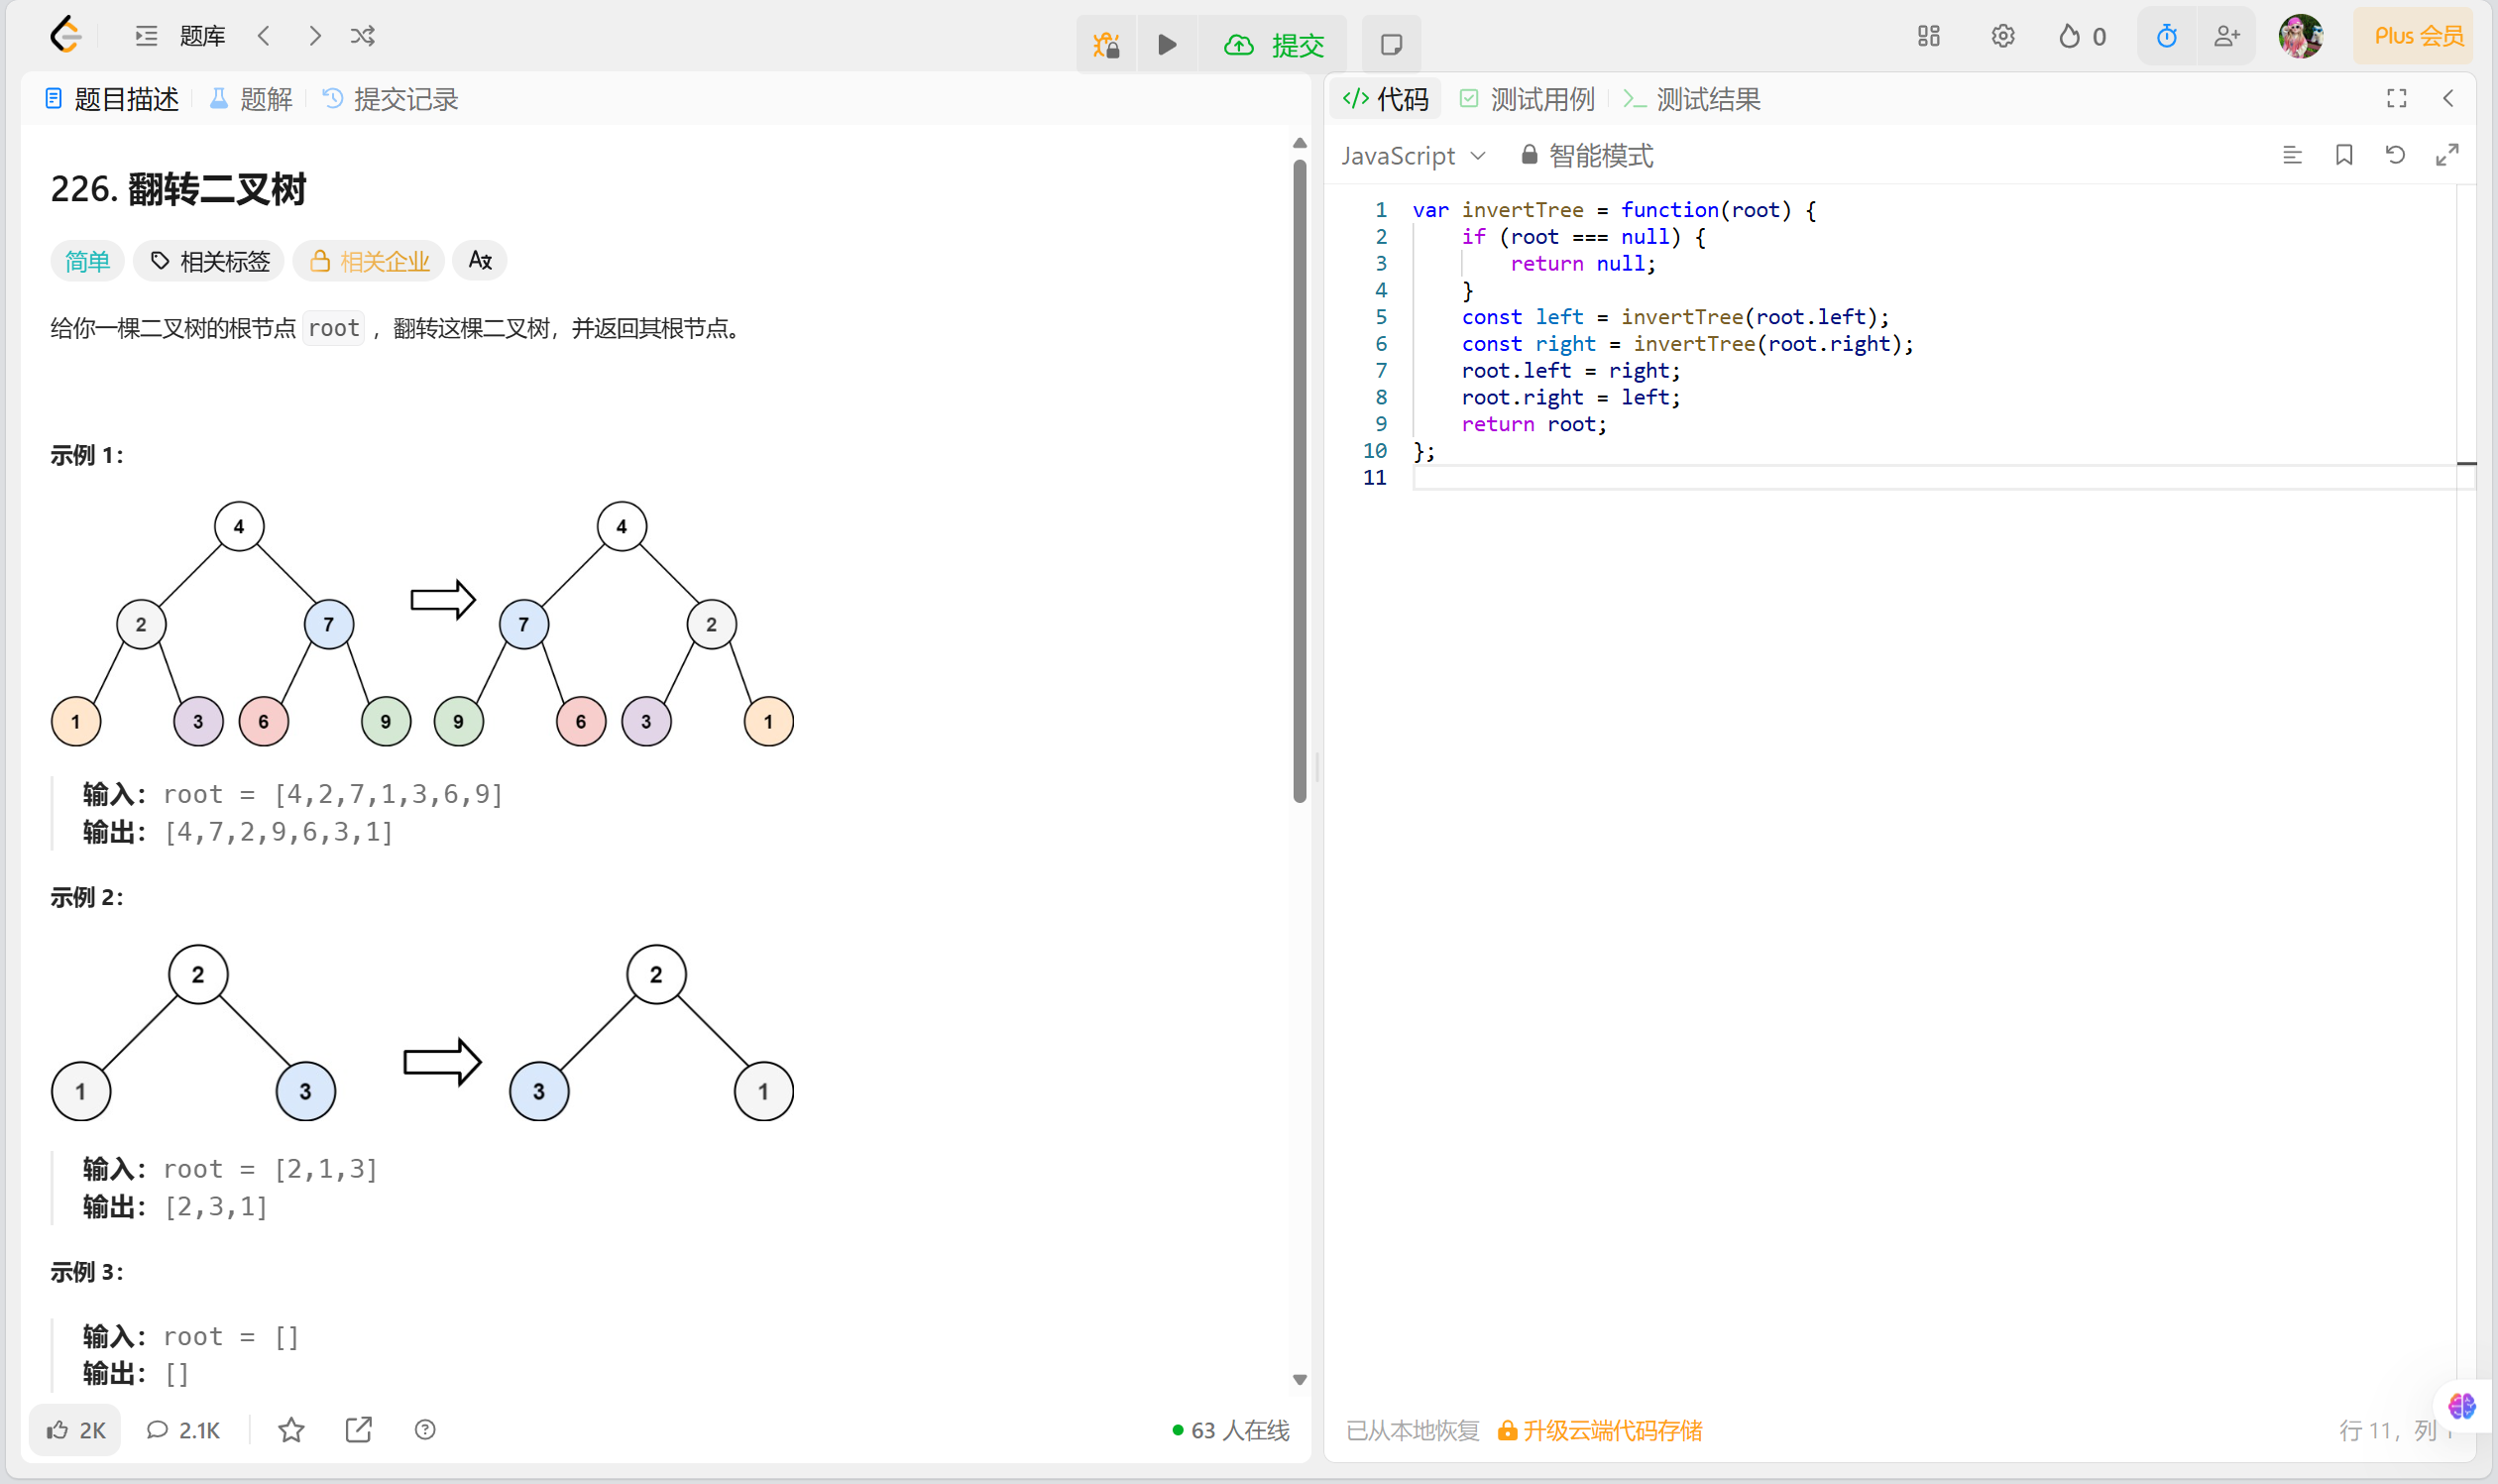 题库
提交
0
Plus 会员
题目描述
题解
提交记录
226. 翻转二叉树
简单
相关标签
相关企业
给你一棵二叉树的根节点 root ，翻转这棵二叉树，并返回其根节点。
示例 1：
4
4
2
7
7
2
1
3
6
9
9
6
3
1
输入：root = [4,2,7,1,3,6,9]
输出：[4,7,2,9,6,3,1]
示例 2：
2
2
1
3
3
1
输入：root = [2,1,3]
输出：[2,3,1]
示例 3：
输入：root = []
输出：[]
2K
2.1K
63 人在线
代码
测试用例
测试结果
JavaScript
智能模式
1 var invertTree = function(root) {
2     if (root === null) {
3         return null;
4     }
5     const left = invertTree(root.left);
6     const right = invertTree(root.right);
7     root.left = right;
8     root.right = left;
9     return root;
10 };
11
已从本地恢复
升级云端代码存储
行 11，列